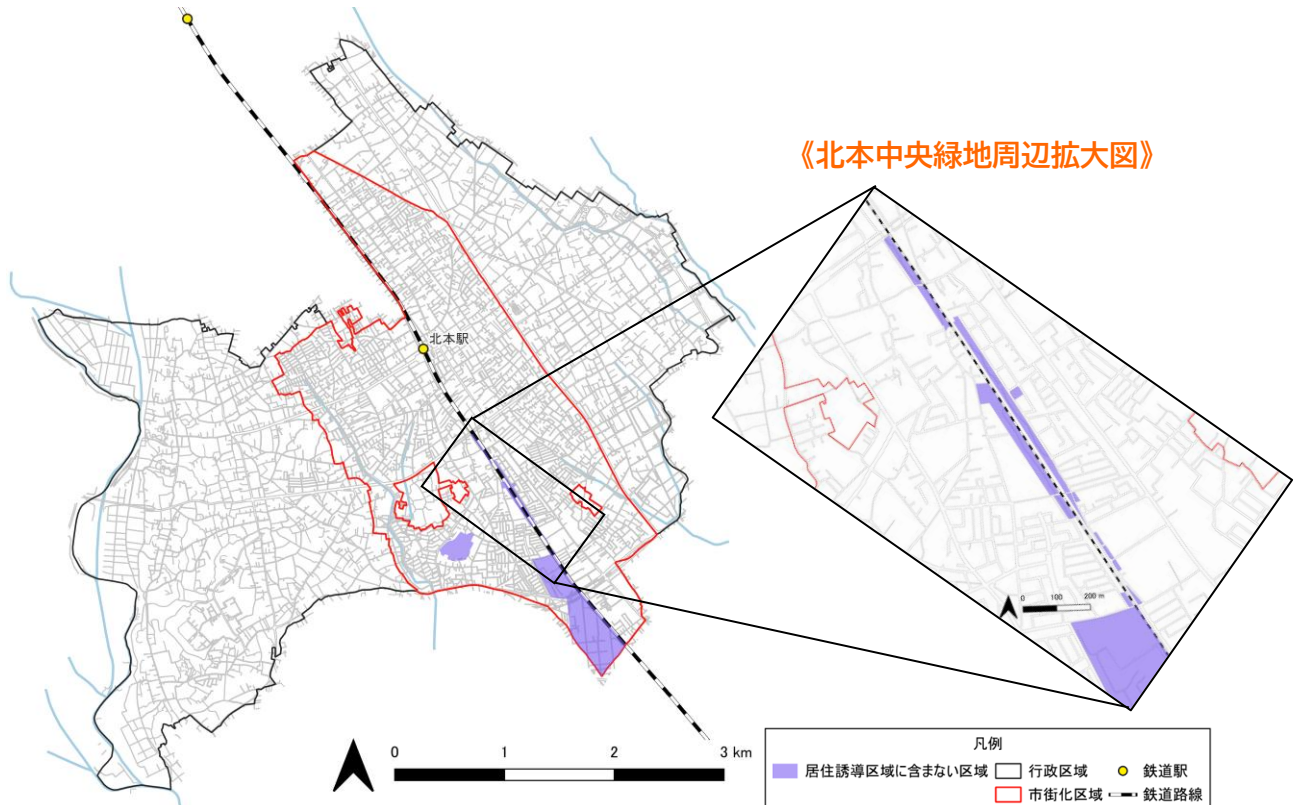 《北本中央緑地周辺拡大図》
北本駅
0 100 200 m
0 1 2 3 km
凡例
居住誘導区域に含まない区域 行政区域 鉄道駅
市街化区域 鉄道路線